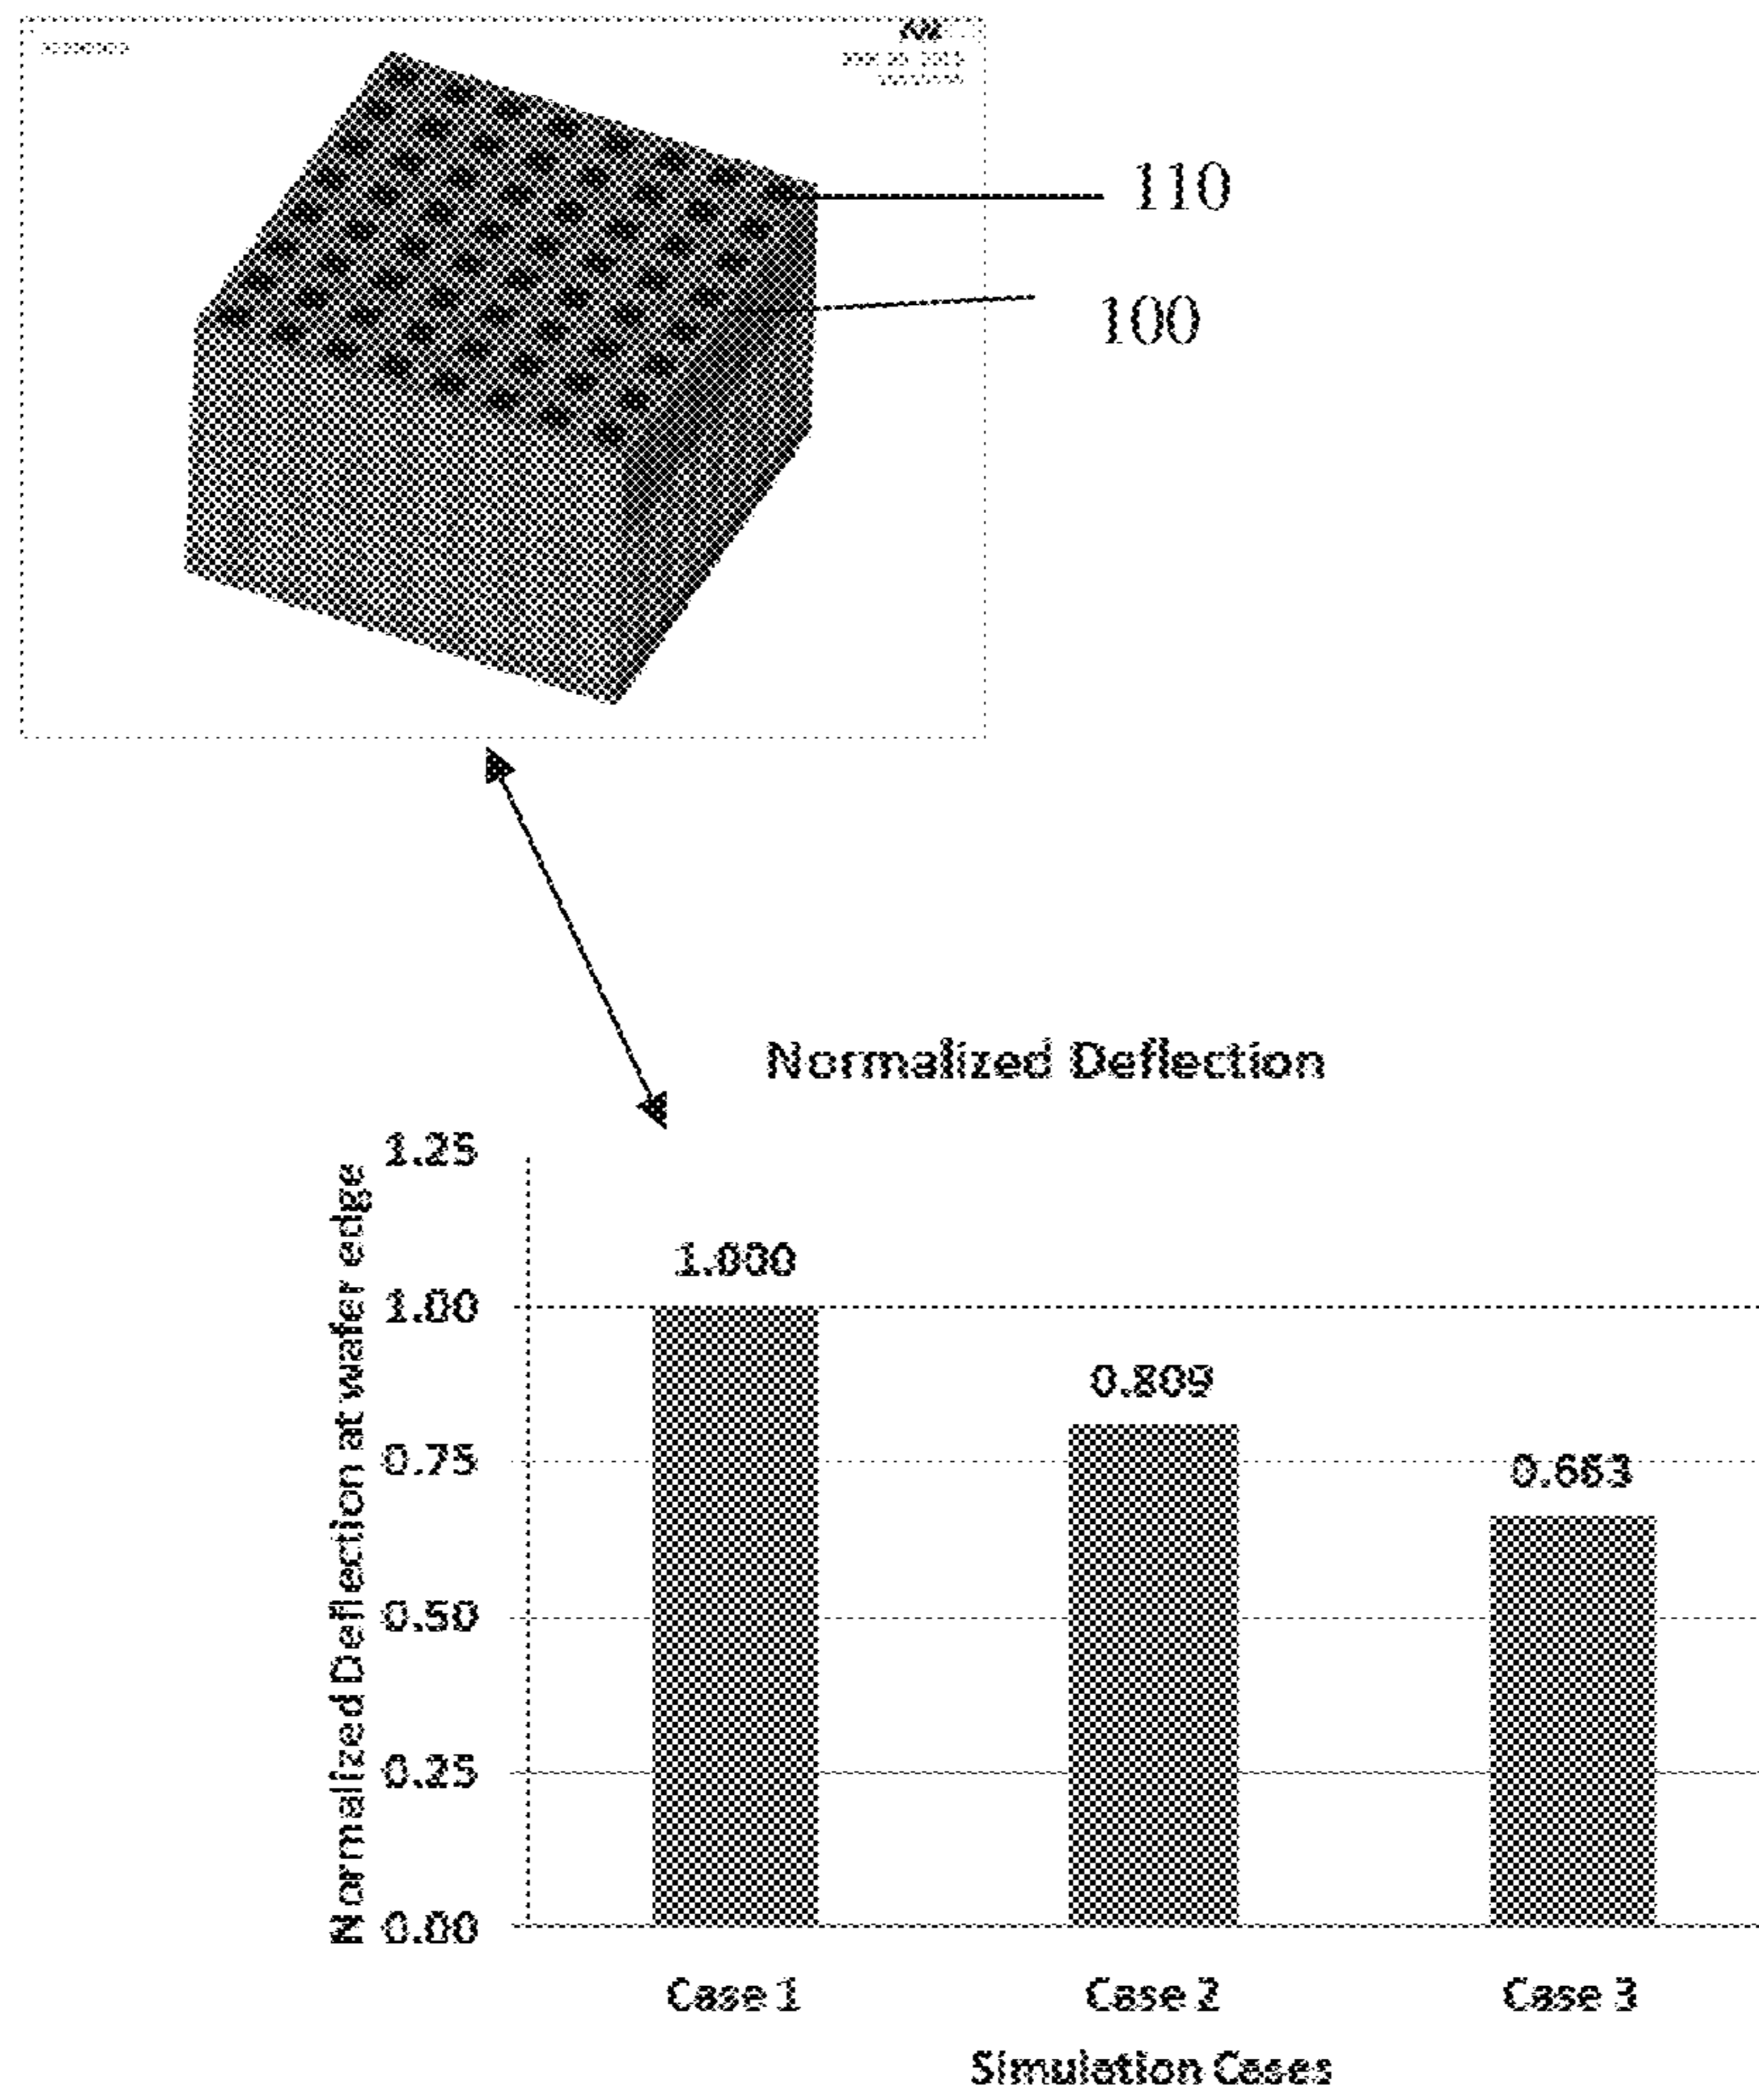 110
100
Normalized Deflection
Normalized Deflection at wafer edge
1.25
1.00
0.75
0.50
0.25
0.00
1.000
0.809
0.663
Case 1
Case 2
Case 3
Simulation Cases